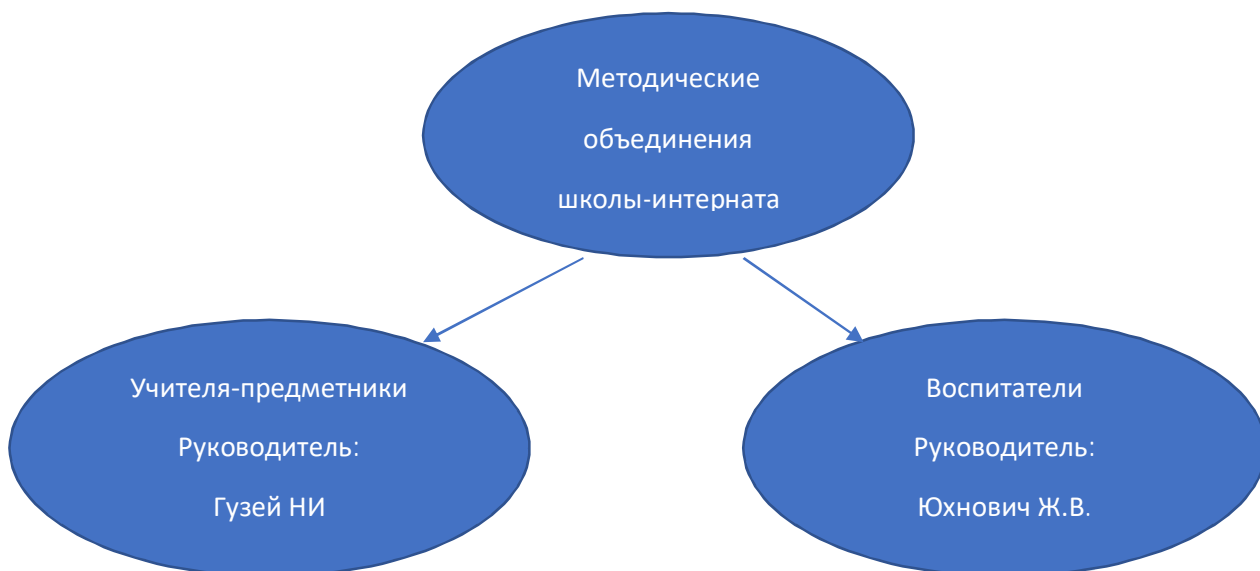 Методические
объединения
школы-интерната
Учителя-предметники
Руководитель:
Гузей НИ
Воспитатели
Руководитель:
Юхнович Ж.В.